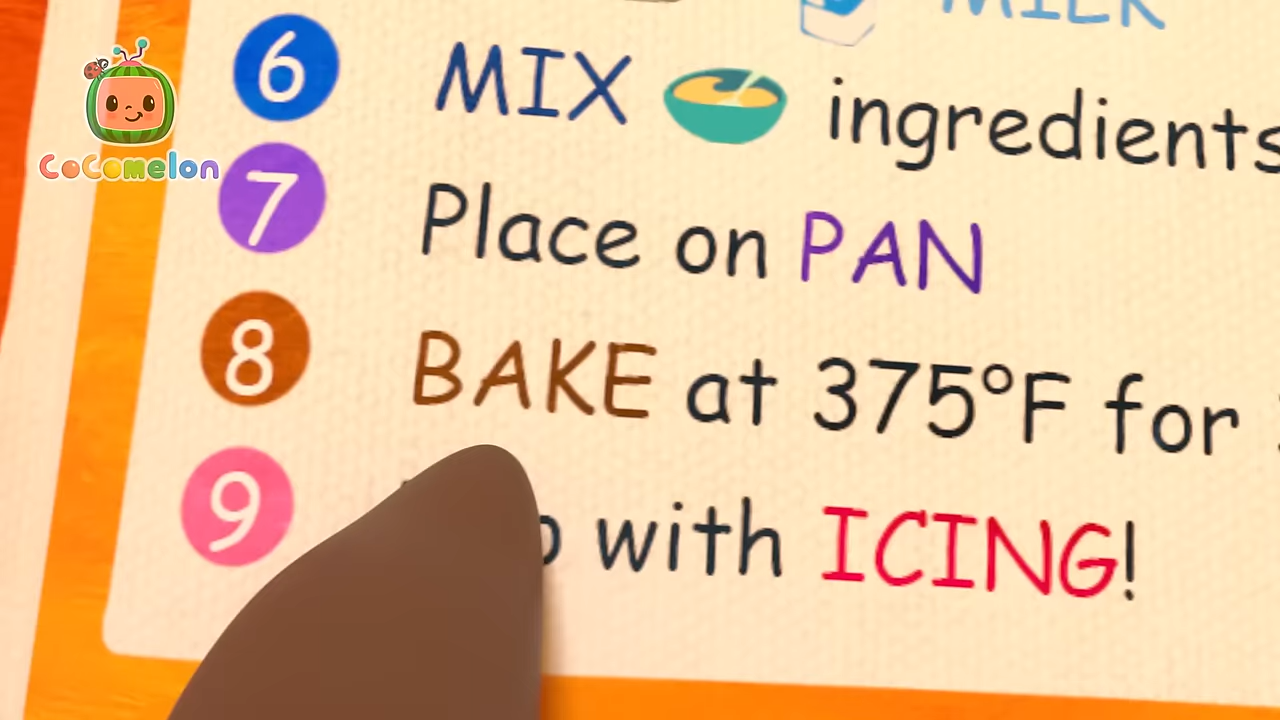 MILK
6 MIX ingredients
7 Place on PAN
8 BAKE at 375°F for
9 with ICING!
CoComelon